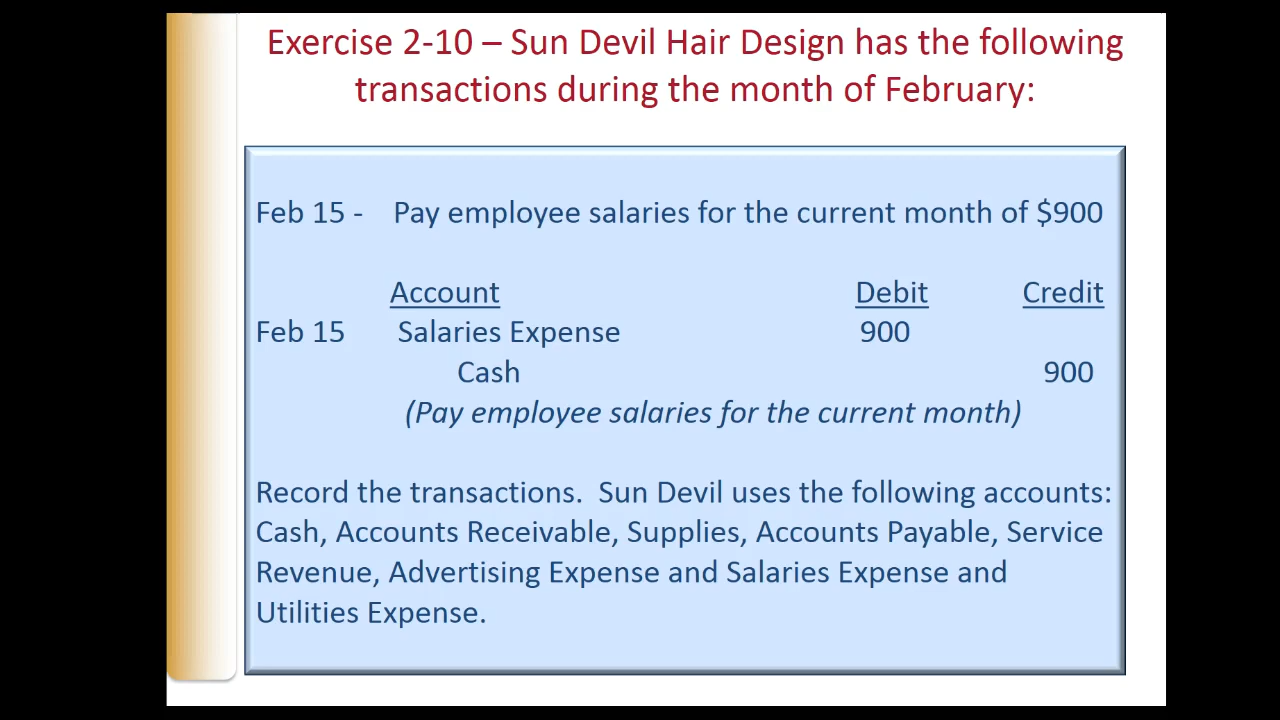 Exercise 2-10 – Sun Devil Hair Design has the following
transactions during the month of February:
Feb 15 - Pay employee salaries for the current month of $900
Account Debit Credit
Feb 15 Salaries Expense 900
Cash 900
(Pay employee salaries for the current month)
Record the transactions. Sun Devil uses the following accounts:
Cash, Accounts Receivable, Supplies, Accounts Payable, Service
Revenue, Advertising Expense and Salaries Expense and
Utilities Expense.